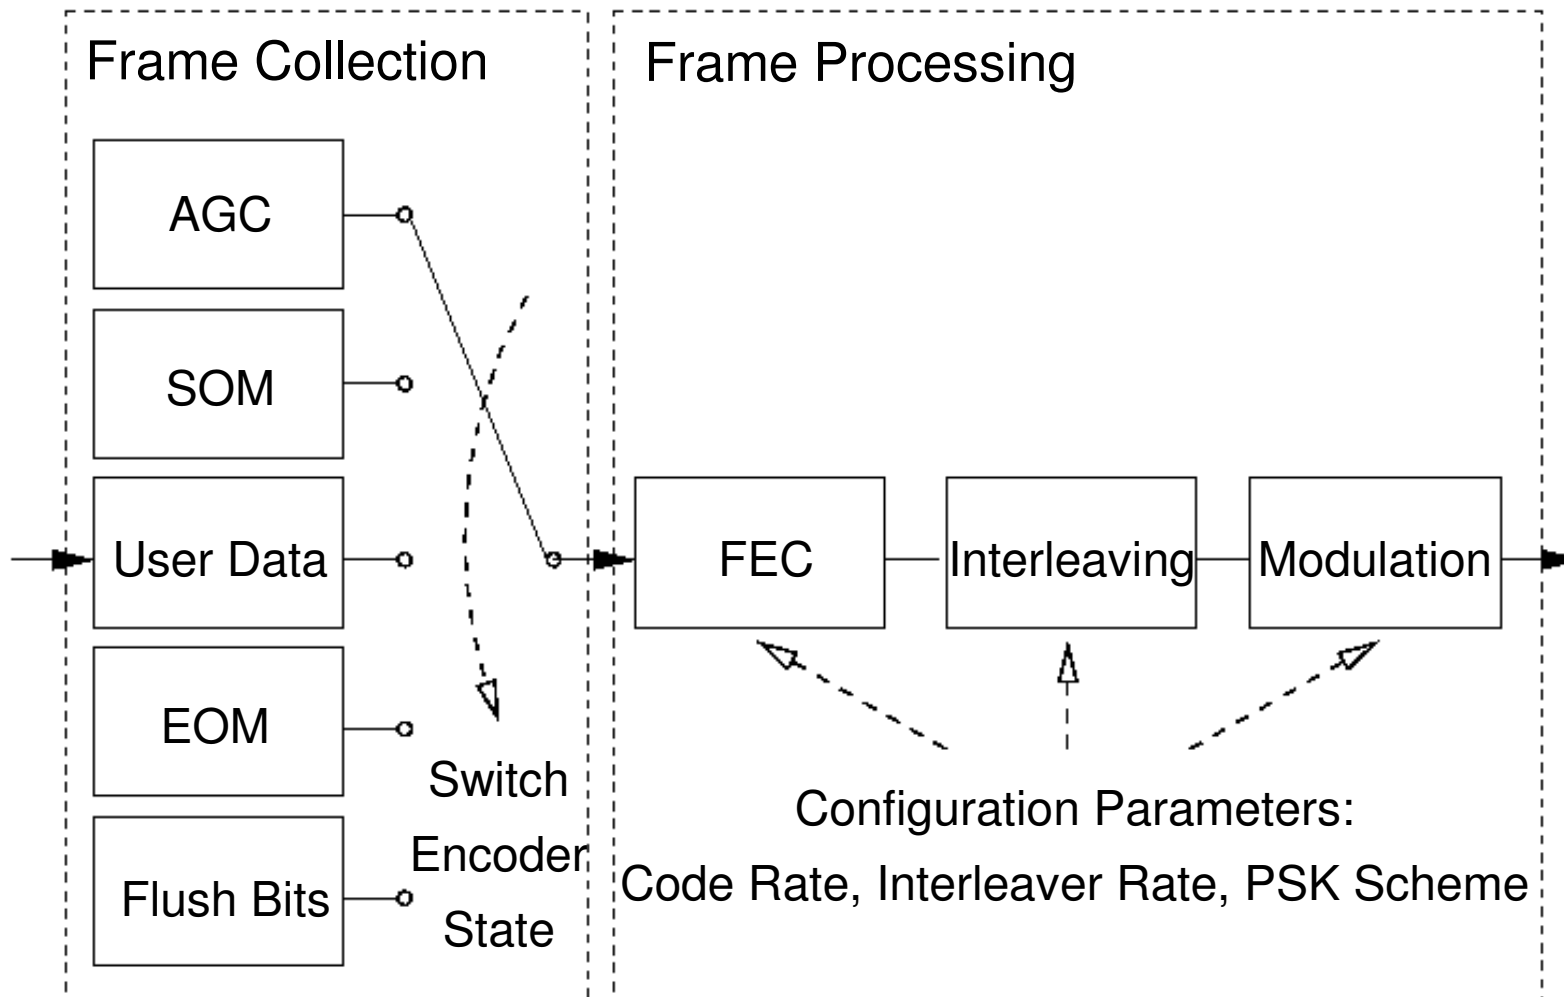 Frame Collection
Frame Processing
AGC
SOM
User Data
EOM
Flush Bits
Switch
Encoder
State
FEC
Interleaving
Modulation
Configuration Parameters:
Code Rate, Interleaver Rate, PSK Scheme